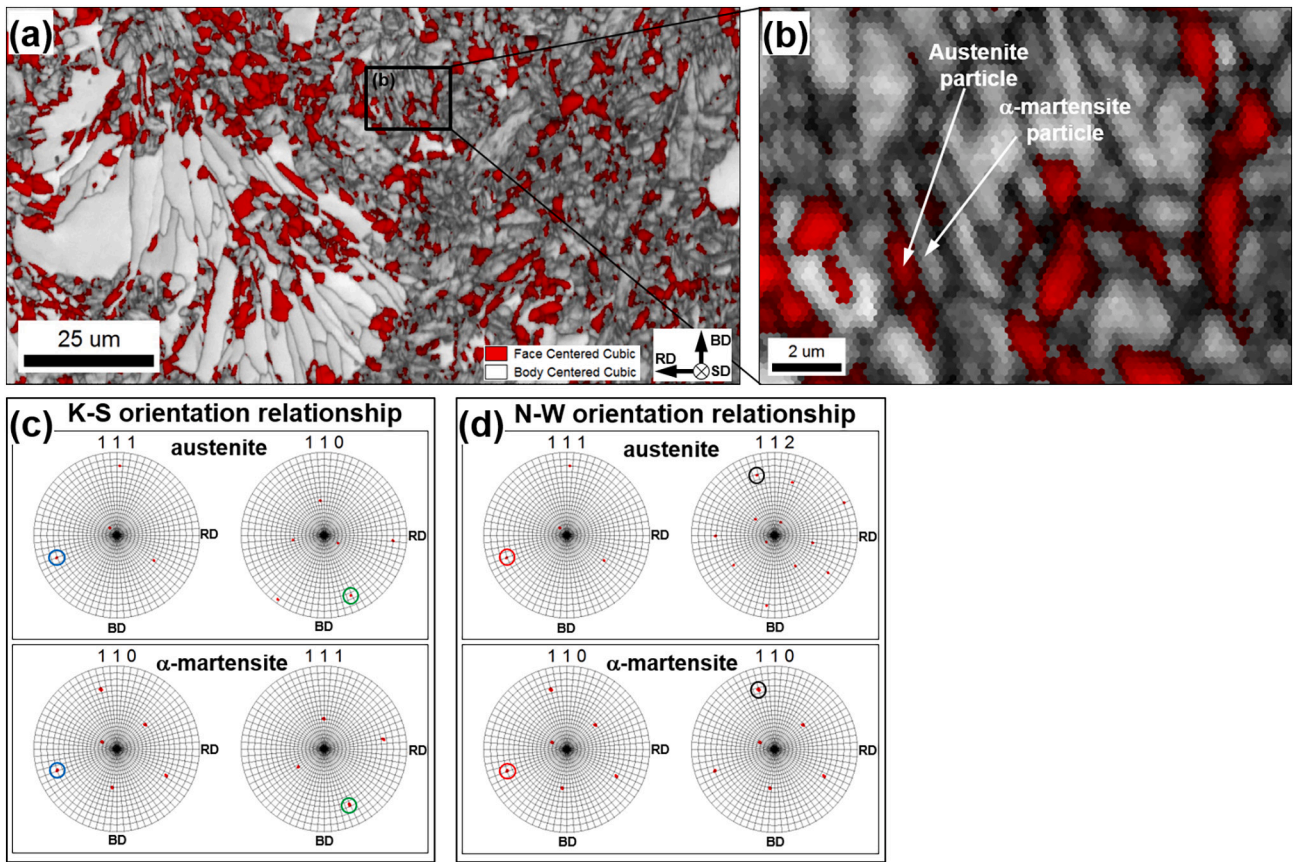 (a)
(b)
25 um
Face Centered Cubic
Body Centered Cubic
BD
RD
SD
(b)
Austenite
particle
α-martensite
particle
2 um
(c)
K-S orientation relationship
austenite
1 1 1
1 1 0
RD
RD
BD
BD
α-martensite
1 1 0
1 1 1
RD
RD
BD
BD
(d)
N-W orientation relationship
austenite
1 1 1
1 1 2
RD
RD
BD
BD
α-martensite
1 1 0
1 1 0
RD
RD
BD
BD